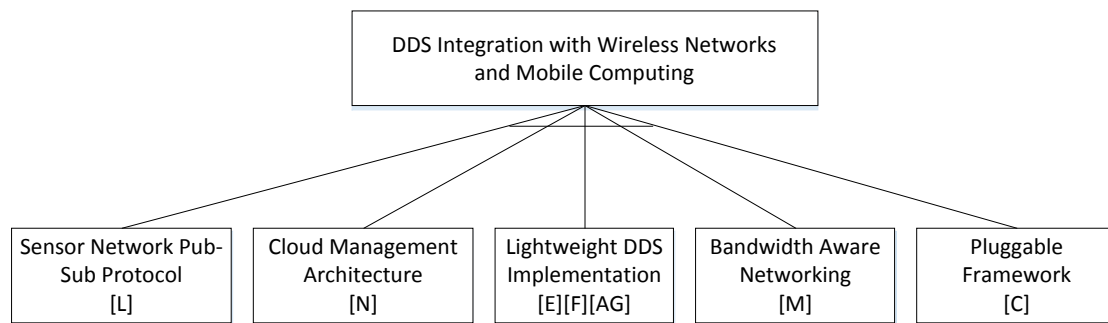 DDS Integration with Wireless Networks
and Mobile Computing
Sensor Network Pub-
Sub Protocol
[L]
Cloud Management
Architecture
[N]
Lightweight DDS
Implementation
[E][F][AG]
Bandwidth Aware
Networking
[M]
Pluggable
Framework
[C]